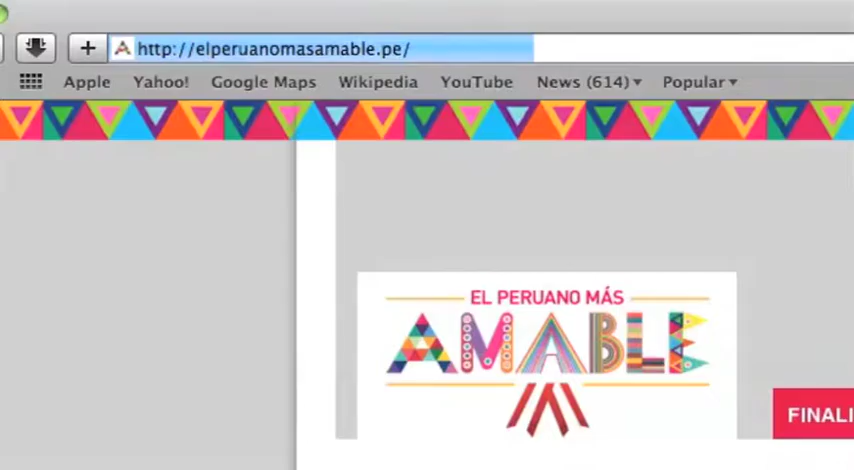 http://elperuanomasamable.pe/
Apple Yahoo! Google Maps Wikipedia YouTube News (614) Popular
EL PERUANO MÁS
AMABLE
FINALI